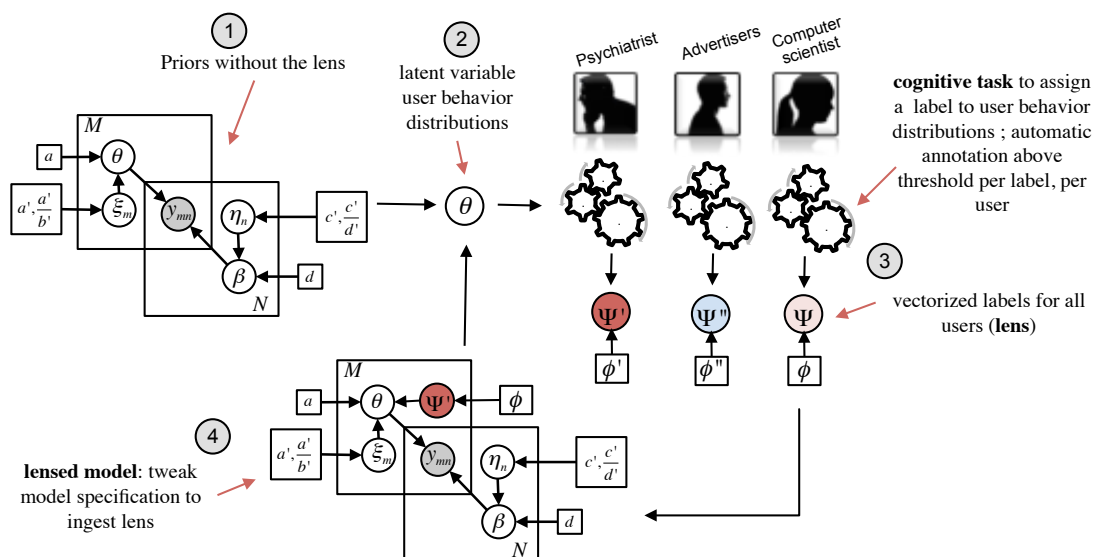 1
Priors without the lens
M
a
θ
a', a'/b'
ξm
ymn
ηn
c', c'/d'
β
d
N
2
latent variable
user behavior
distributions
θ
Psychiatrist
Advertisers
Computer
scientist
cognitive task to assign
a label to user behavior
distributions ; automatic
annotation above
threshold per label, per
user
3
Ψ'
Ψ"
Ψ
vectorized labels for all
users (lens)
ϕ'
ϕ"
ϕ
4
lensed model: tweak
model specification to
ingest lens
M
a
θ
Ψ'
ϕ
a', a'/b'
ξm
ymn
ηn
c', c'/d'
β
d
N